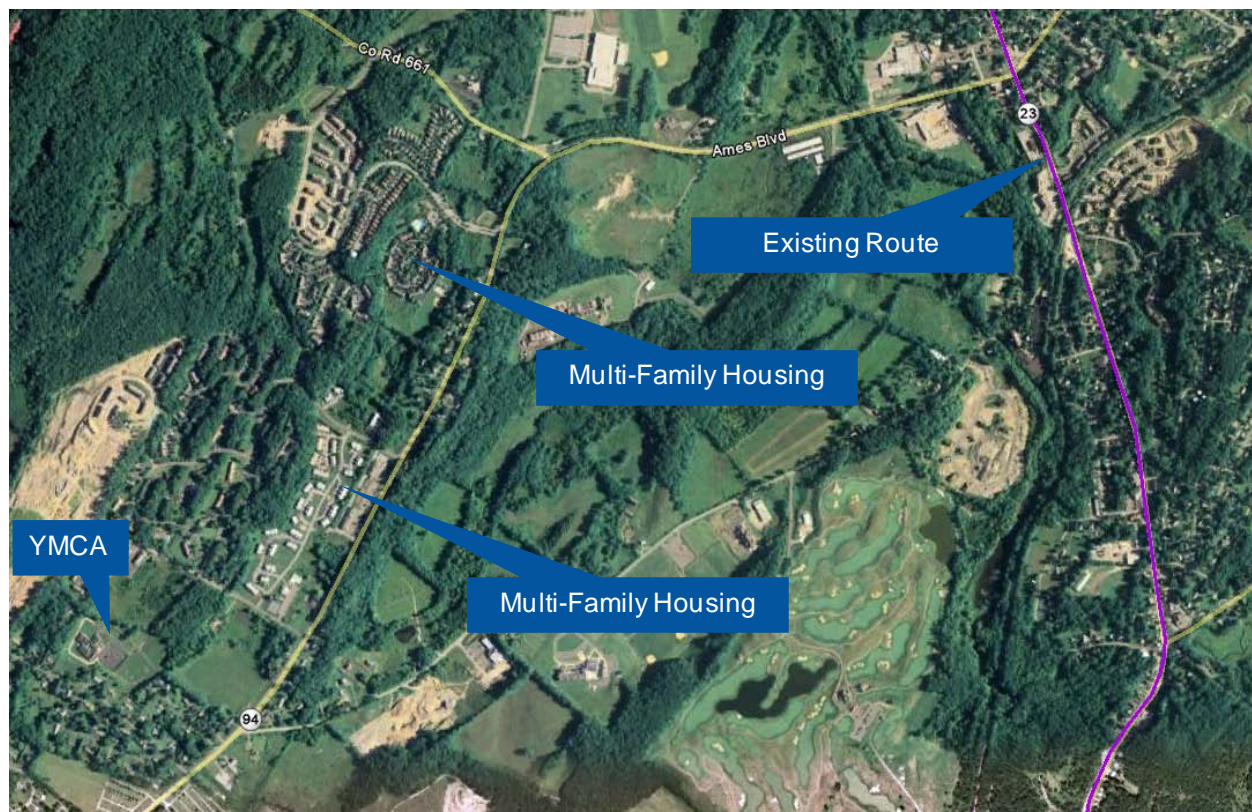 Co Rd 661
Ames Blvd
23
Existing Route
Multi-Family Housing
YMCA
Multi-Family Housing
94